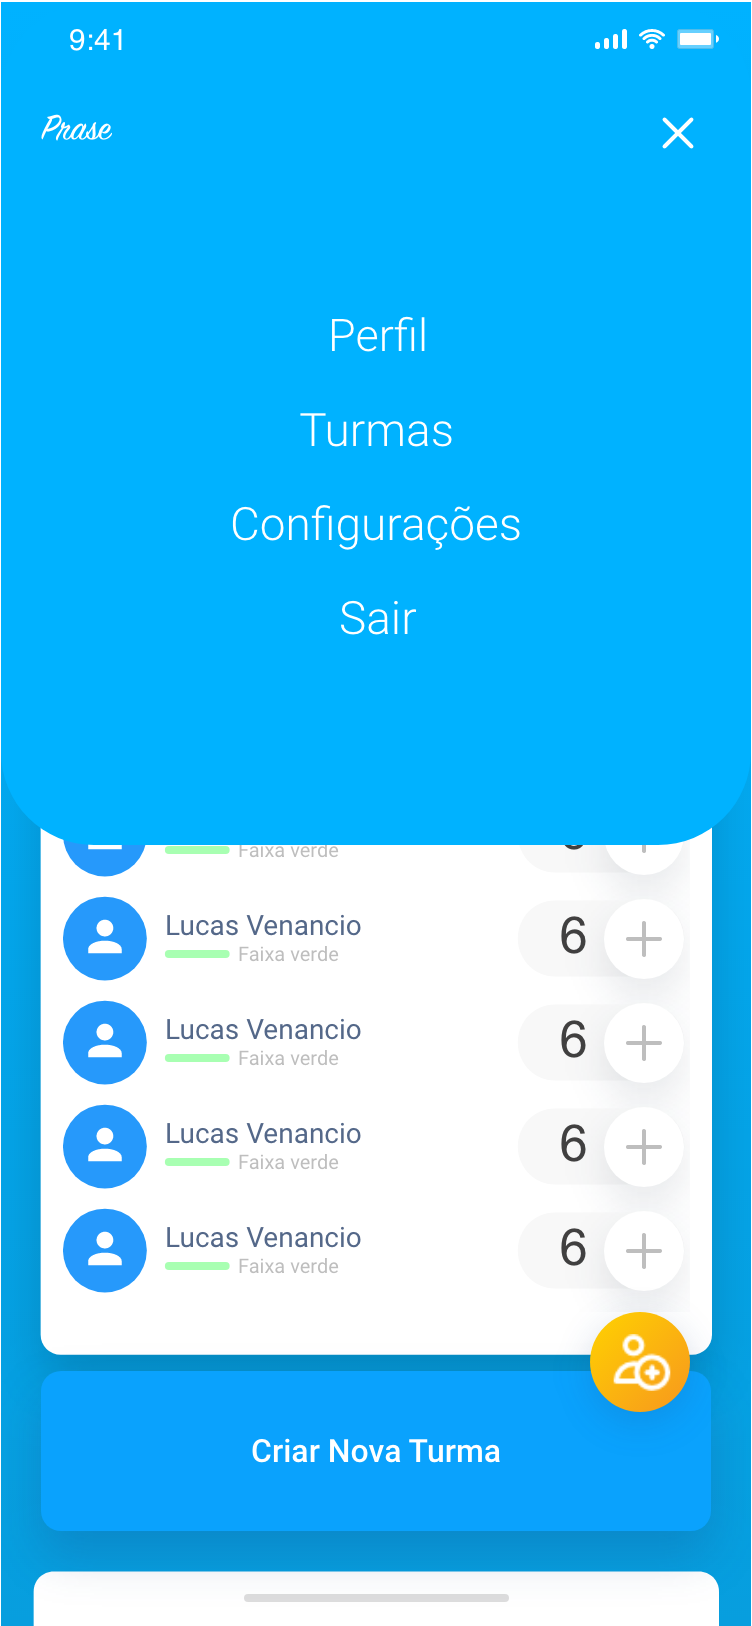 9:41
Prase
Perfil
Turmas
Configurações
Sair
Faixa verde
Lucas Venancio
Faixa verde
6
Lucas Venancio
Faixa verde
6
Lucas Venancio
Faixa verde
6
Lucas Venancio
Faixa verde
6
Criar Nova Turma